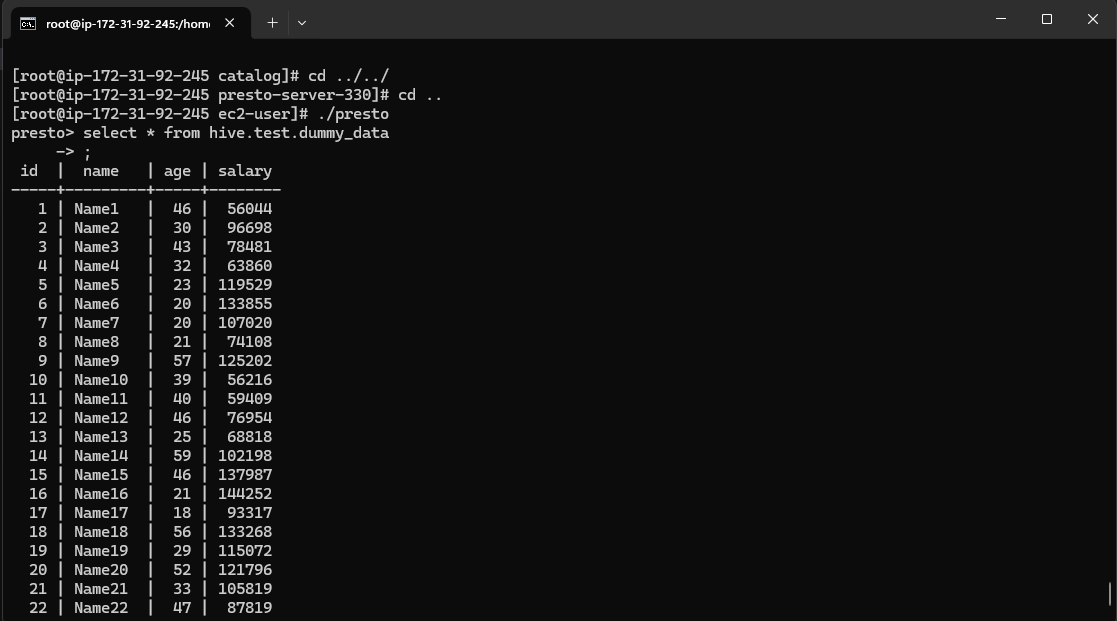 root@ip-172-31-92-245:/hom
[root@ip-172-31-92-245 catalog]# cd ../../
[root@ip-172-31-92-245 presto-server-330]# cd ..
[root@ip-172-31-92-245 ec2-user]# ./presto
presto> select * from hive.test.dummy_data
     -> ;
 id  |  name   | age | salary
-----+---------+-----+--------
   1 | Name1   |  46 |  56044
   2 | Name2   |  30 |  96698
   3 | Name3   |  43 |  78481
   4 | Name4   |  32 |  63860
   5 | Name5   |  23 | 119529
   6 | Name6   |  20 | 133855
   7 | Name7   |  20 | 107020
   8 | Name8   |  21 |  74108
   9 | Name9   |  57 | 125202
  10 | Name10  |  39 |  56216
  11 | Name11  |  40 |  59409
  12 | Name12  |  46 |  76954
  13 | Name13  |  25 |  68818
  14 | Name14  |  59 | 102198
  15 | Name15  |  46 | 137987
  16 | Name16  |  21 | 144252
  17 | Name17  |  18 |  93317
  18 | Name18  |  56 | 133268
  19 | Name19  |  29 | 115072
  20 | Name20  |  52 | 121796
  21 | Name21  |  33 | 105819
  22 | Name22  |  47 |  87819